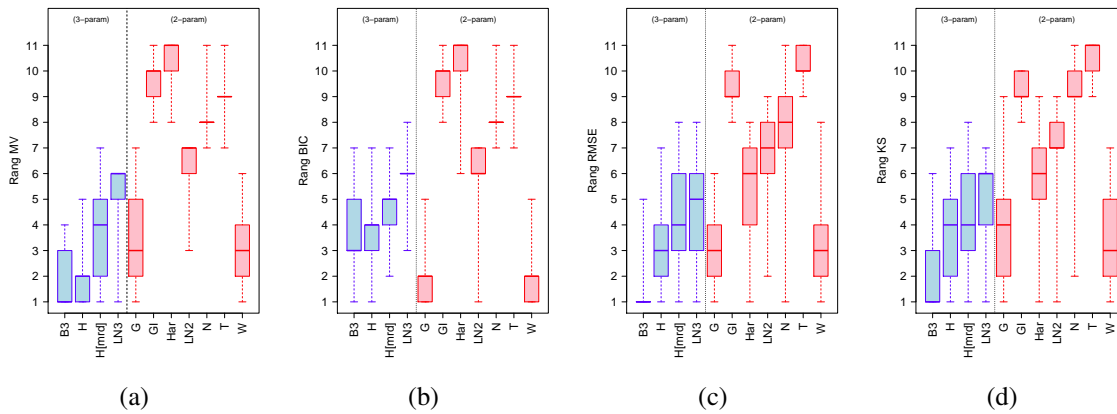 (3−param) (2−param)
Rang MV
11
10
9
8
7
6
5
4
3
2
1
B3 H H[mrd] LN3 G Gl Har LN2 N T W
(a)
(3−param) (2−param)
Rang BIC
11
10
9
8
7
6
5
4
3
2
1
B3 H H[mrd] LN3 G Gl Har LN2 N T W
(b)
(3−param) (2−param)
Rang RMSE
11
10
9
8
7
6
5
4
3
2
1
B3 H H[mrd] LN3 G Gl Har LN2 N T W
(c)
(3−param) (2−param)
Rang KS
11
10
9
8
7
6
5
4
3
2
1
B3 H H[mrd] LN3 G Gl Har LN2 N T W
(d)